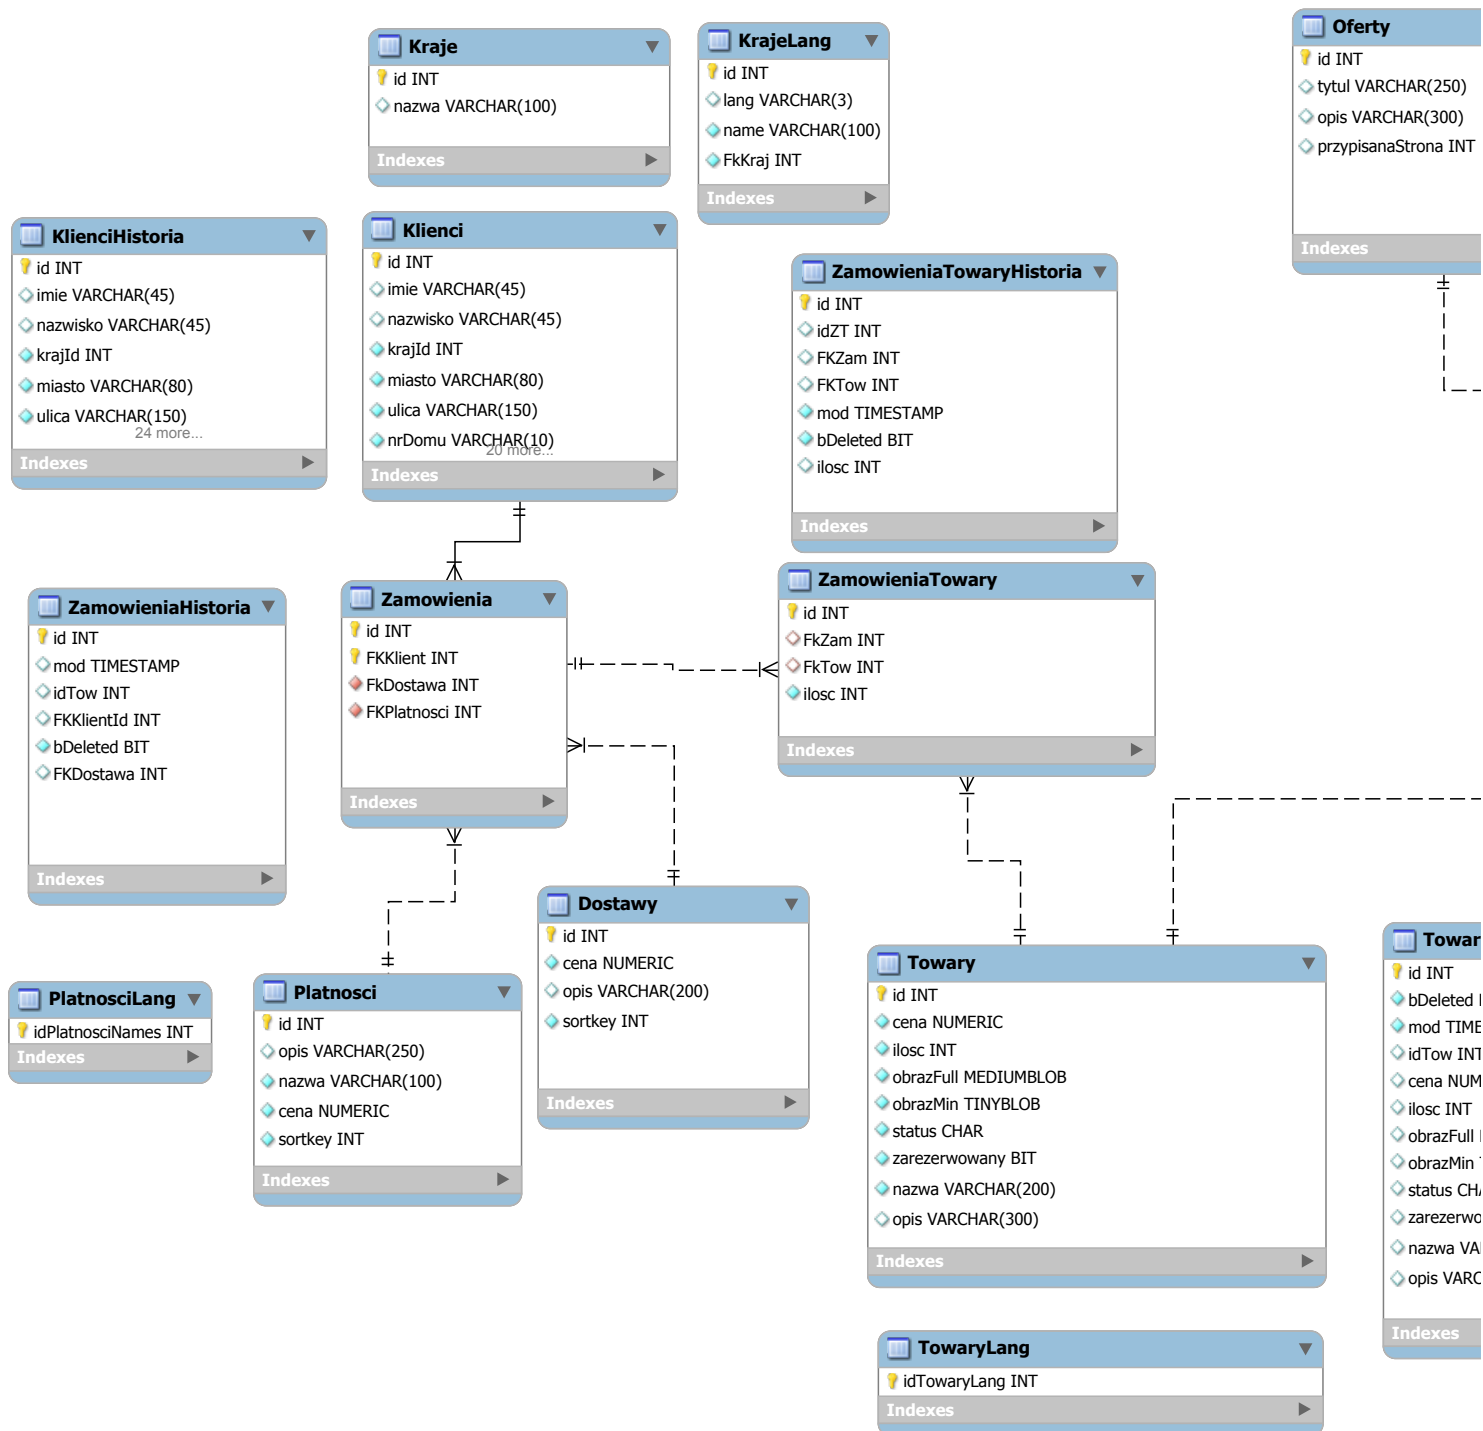 Kraje
id INT
nazwa VARCHAR(100)
Indexes
KrajeLang
id INT
lang VARCHAR(3)
name VARCHAR(100)
FkKraj INT
Indexes
Oferty
id INT
tytul VARCHAR(250)
opis VARCHAR(300)
przypisanaStrona INT
Indexes
KlienciHistoria
id INT
imie VARCHAR(45)
nazwisko VARCHAR(45)
krajId INT
miasto VARCHAR(80)
ulica VARCHAR(150)
24 more...
Indexes
Klienci
id INT
imie VARCHAR(45)
nazwisko VARCHAR(45)
krajId INT
miasto VARCHAR(80)
ulica VARCHAR(150)
nrDomu VARCHAR(10)
20 more...
Indexes
ZamowieniaTowaryHistoria
id INT
idZT INT
FKZam INT
FKTow INT
mod TIMESTAMP
bDeleted BIT
ilosc INT
Indexes
ZamowieniaHistoria
id INT
mod TIMESTAMP
idTow INT
FKKlientId INT
bDeleted BIT
FKDostawa INT
Indexes
Zamowienia
id INT
FKKlient INT
FkDostawa INT
FKPlatnosci INT
Indexes
ZamowieniaTowary
id INT
FkZam INT
FkTow INT
ilosc INT
Indexes
PlatnosciLang
idPlatnosciNames INT
Indexes
Platnosci
id INT
opis VARCHAR(250)
nazwa VARCHAR(100)
cena NUMERIC
sortkey INT
Indexes
Dostawy
id INT
cena NUMERIC
opis VARCHAR(200)
sortkey INT
Indexes
Towary
id INT
cena NUMERIC
ilosc INT
obrazFull MEDIUMBLOB
obrazMin TINYBLOB
status CHAR
zarezerwowany BIT
nazwa VARCHAR(200)
opis VARCHAR(300)
Indexes
id INT
bDeleted
mod
idTow INT
cena
ilosc INT
obrazFull
obrazMin
status
nazwa
opis
Indexes
TowaryLang
idTowaryLang INT
Indexes